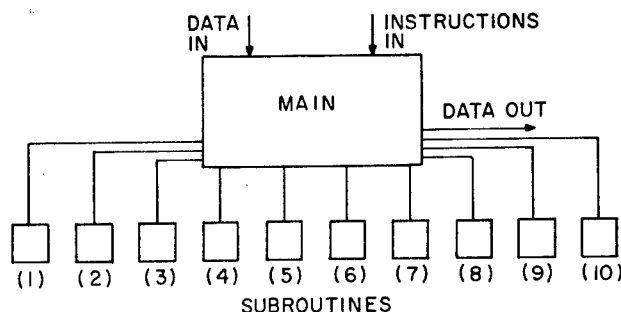 DATA IN
INSTRUCTIONS IN
MAIN
DATA OUT
(1) (2) (3) (4) (5) (6) (7) (8) (9) (10)
SUBROUTINES